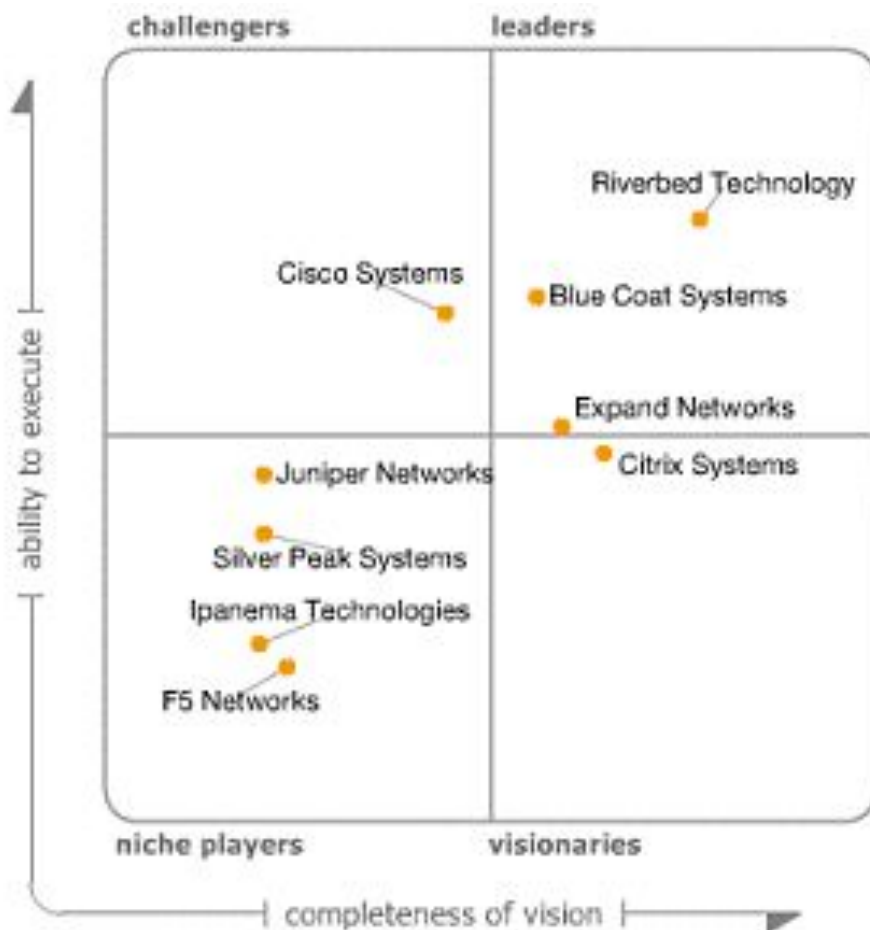 challengers
leaders
Riverbed Technology
Cisco Systems
Blue Coat Systems
Expand Networks
Citrix Systems
Juniper Networks
Silver Peak Systems
Ipanema Technologies
F5 Networks
ability to execute
niche players
visionaries
completeness of vision